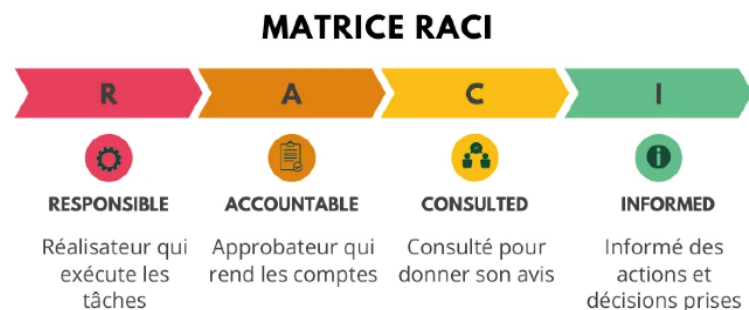 MATRICE RACI
R
A
C
I
RESPONSIBLE
Réalisateur qui
exécute les
tâches
ACCOUNTABLE
Approbateur qui
rend les comptes
CONSULTED
Consulté pour
donner son avis
INFORMED
Informé des
actions et
décisions prises